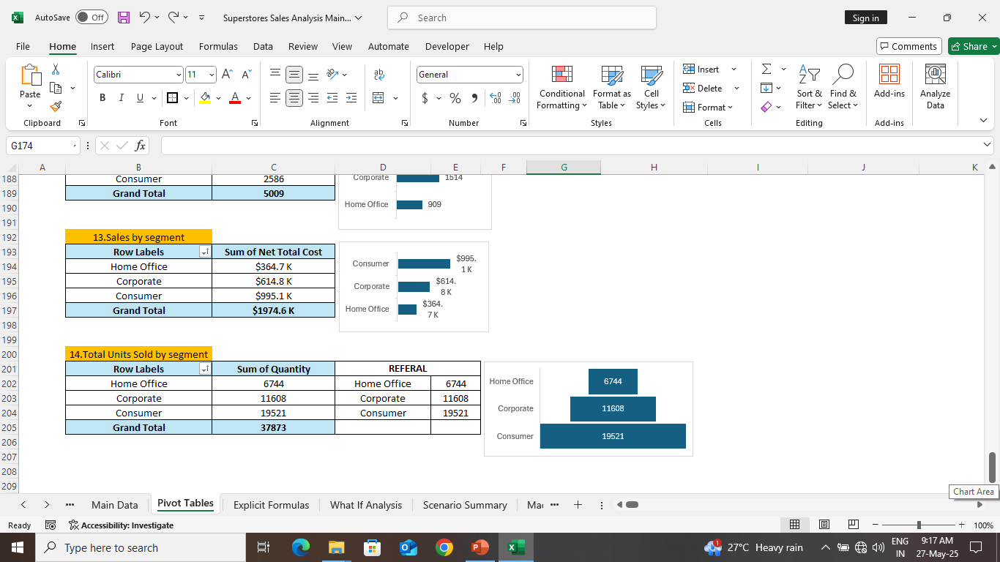 AutoSave Off Superstores Sales Analysis Main... Search Sign in
File Home Insert Page Layout Formulas Data Review View Automate Developer Help Comments Share
Paste Calibri 11 A^ Aˇ ab General Conditional Formatting Format as Table Cell Styles Insert Delete Format Sort & Filter Find & Select Add-ins Analyze Data
B I U A $ % 9
Clipboard Font Alignment Number Styles Cells Editing Add-ins
G174 fx
A B C D E F G H I J K
188 Consumer 2586 Corporate 1514
189 Grand Total 5009
190 Home Office 909
191
192 13.Sales by segment
193 Row Labels Sum of Net Total Cost
194 Home Office $364.7 K Consumer $995.1 K
195 Corporate $614.8 K Corporate $614.8 K
196 Consumer $995.1 K
197 Grand Total $1974.6 K Home Office $364.7 K
198
199
200 14.Total Units Sold by segment
201 Row Labels Sum of Quantity REFERAL
202 Home Office 6744 Home Office 6744 Home Office 6744
203 Corporate 11608 Corporate 11608
204 Consumer 19521 Consumer 19521 Corporate 11608
205 Grand Total 37873
206 Consumer 19521
207
208
209
Chart Area
Main Data Pivot Tables Explicit Formulas What If Analysis Scenario Summary Ma
Ready Accessibility: Investigate 100%
Type here to search 27°C Heavy rain ENG IN 9:17 AM 27-May-25